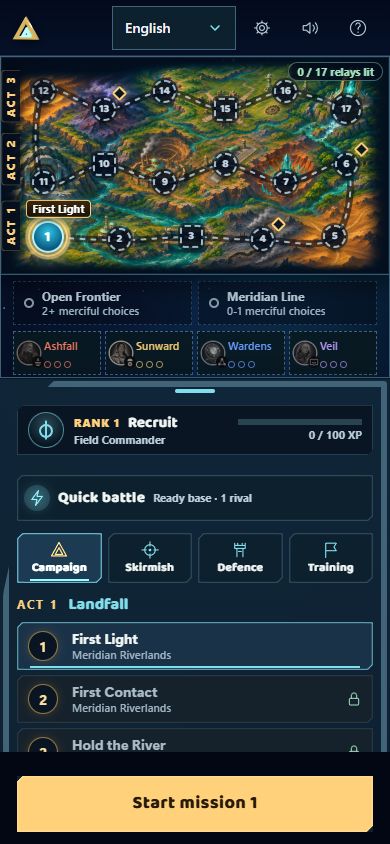 English
0 / 17 relays lit
ACT 3
12
13
14
15
16
17
ACT 2
11
10
9
8
7
6
ACT 1
First Light
1
2
3
4
5
Open Frontier
2+ merciful choices
Meridian Line
0-1 merciful choices
Ashfall
Sunward
Wardens
Veil
RANK 1 Recruit
Field Commander
0 / 100 XP
Quick battle Ready base · 1 rival
Campaign
Skirmish
Defence
Training
ACT 1 Landfall
1
First Light
Meridian Riverlands
2
First Contact
Meridian Riverlands
Hold the River
Start mission 1